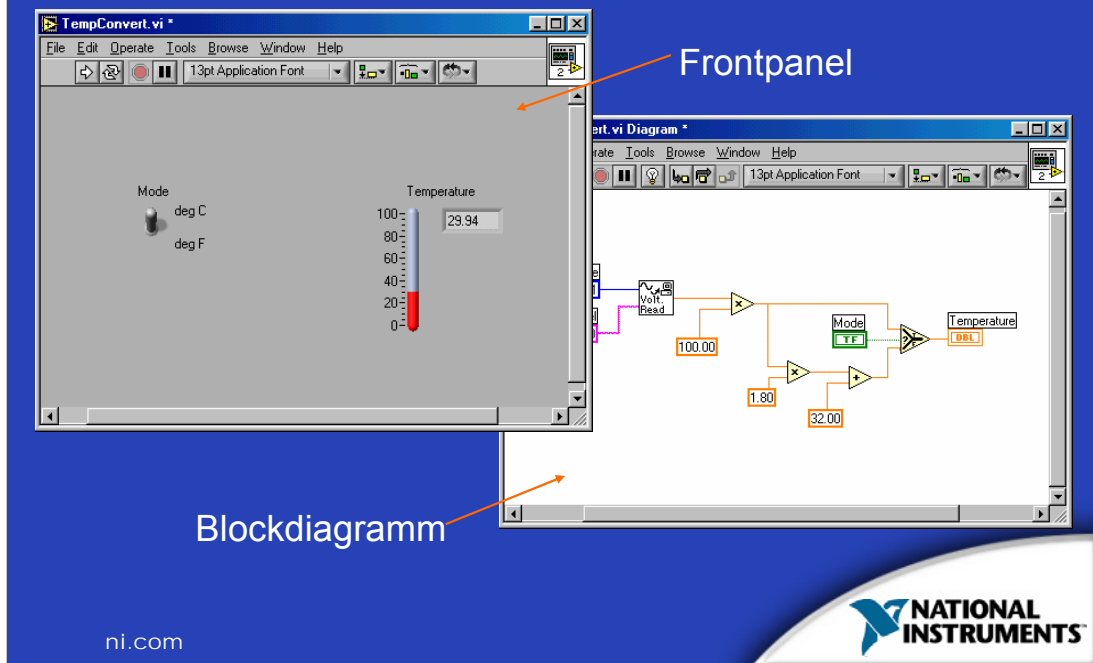 TempConvert.vi *
File Edit Operate Tools Browse Window Help
13pt Application Font
2
Frontpanel
Mode
deg C
deg F
Temperature
29.94
100
80
60
40
20
0
ert.vi Diagram *
rate Tools Browse Window Help
13pt Application Font
2
e
Volt.
Read
100.00
Mode
TF
Temperature
DBL
1.80
32.00
Blockdiagramm
NATIONAL
INSTRUMENTS
ni.com